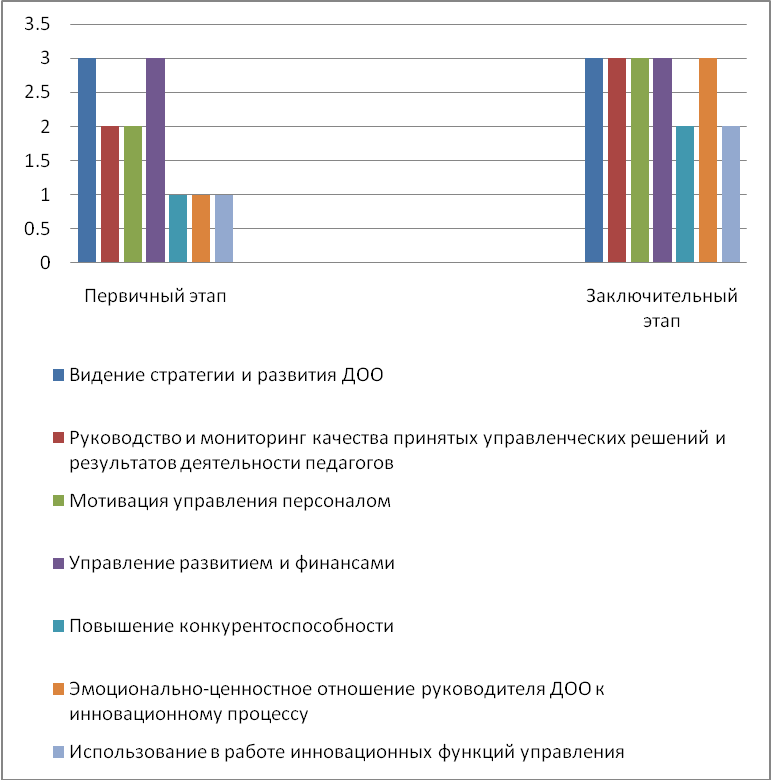 3.5
3
2.5
2
1.5
1
0.5
0
Первичный этап
Заключительный
этап
Видение стратегии и развития ДОО
Руководство и мониторинг качества принятых управленческих решений и
результатов деятельности педагогов
Мотивация управления персоналом
Управление развитием и финансами
Повышение конкурентоспособности
Эмоционально-ценностное отношение руководителя ДОО к
инновационному процессу
Использование в работе инновационных функций управления